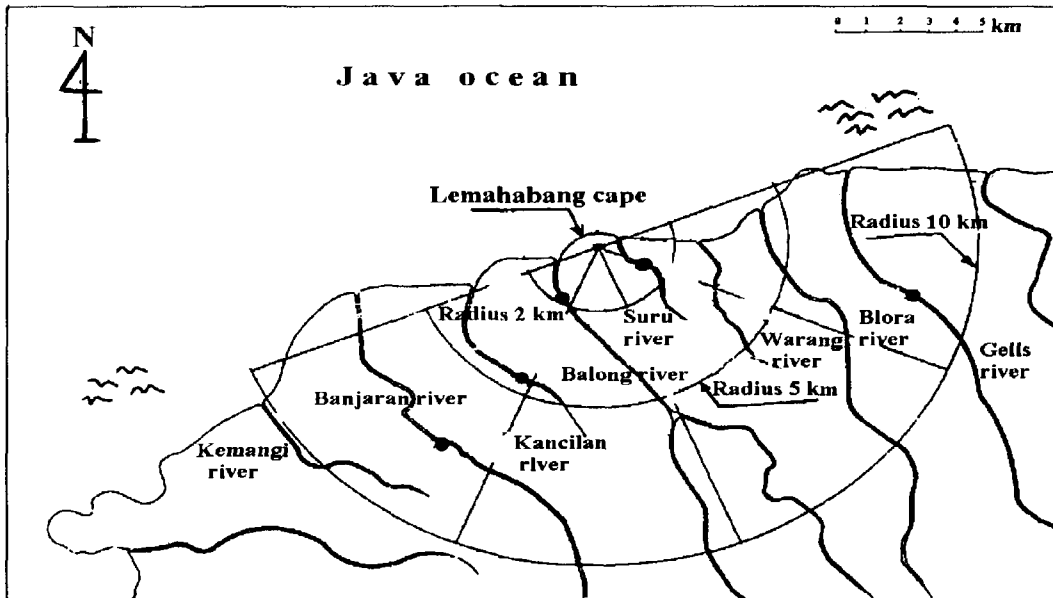 N
0 1 2 3 4 5 km
Java ocean
Lemahabang cape
Radius 10 km
Radius 2 km
Suru
river
Warang
river
Blora
river
Gells
river
Balong river
Radius 5 km
Banjaran river
Kancilan
river
Kemangi
river